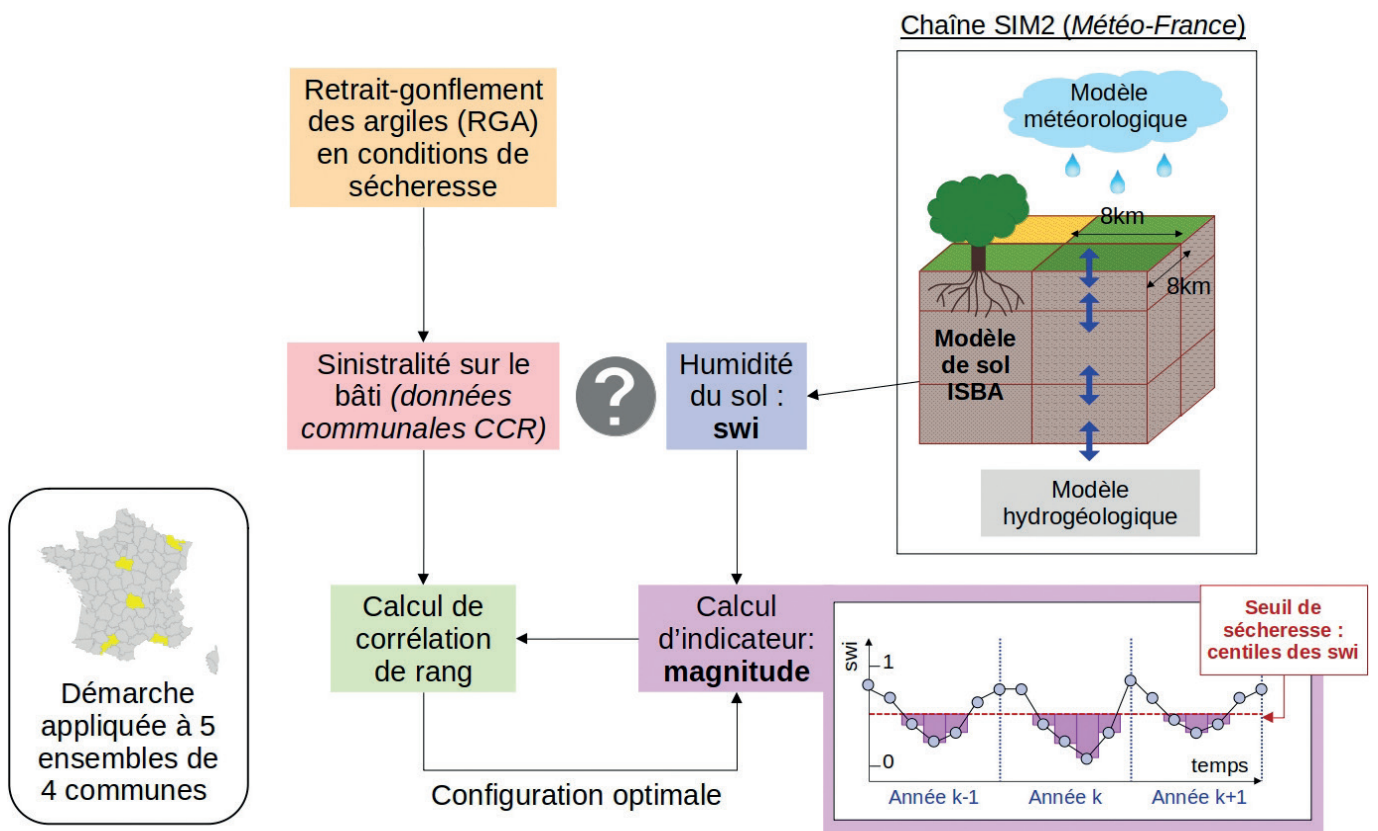 Chaîne SIM2 (Météo-France)
Retrait-gonflement
des argiles (RGA)
en conditions de
sécheresse
Modèle
météorologique
8km
8km
Modèle
de sol
ISBA
Modèle
hydrogéologique
Sinistralité sur le
bâti (données
communales CCR)
?
Humidité
du sol :
swi
Démarche
appliquée à 5
ensembles de
4 communes
Calcul de
corrélation
de rang
Calcul
d'indicateur:
magnitude
Configuration optimale
Seuil de
sécheresse :
centiles des swi
swi
1
0
temps
Année k-1
Année k
Année k+1